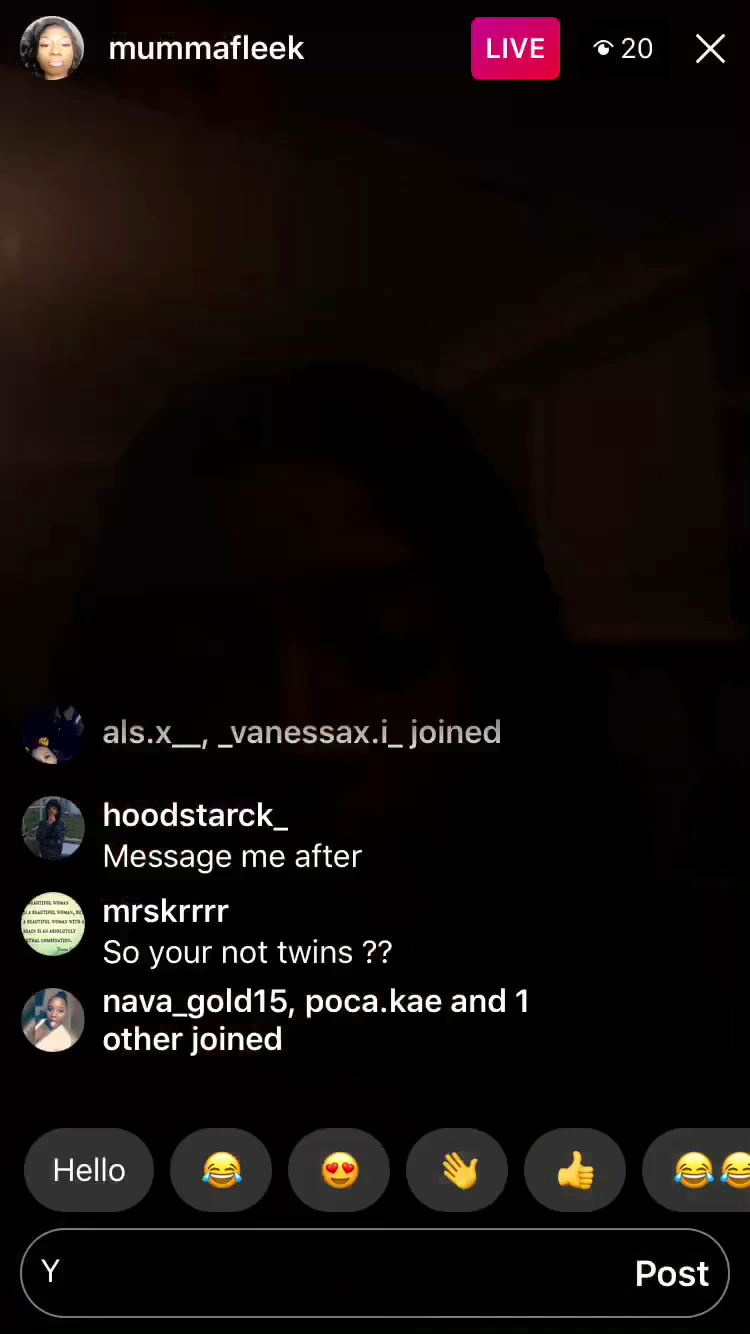 mummafleek
LIVE
20
als.x__, _vanessax.i_ joined
hoodstarck_
Message me after
mrskrrrr
So your not twins ??
nava_gold15, poca.kae and 1
other joined
Hello
Y
Post